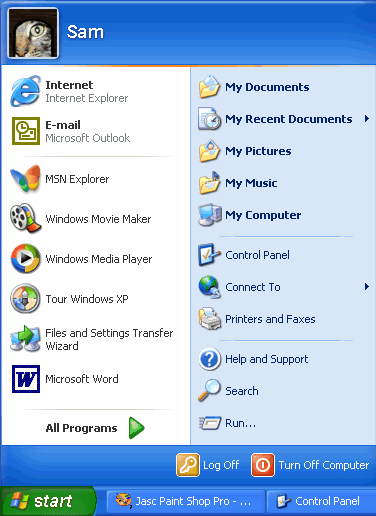 Sam
Internet
Internet Explorer
E-mail
Microsoft Outlook
MSN Explorer
Windows Movie Maker
Windows Media Player
Tour Windows XP
Files and Settings Transfer
Wizard
Microsoft Word
All Programs
My Documents
My Recent Documents
My Pictures
My Music
My Computer
Control Panel
Connect To
Printers and Faxes
Help and Support
Search
Run...
Log Off
Turn Off Computer
start
Jasc Paint Shop Pro - ...
Control Panel